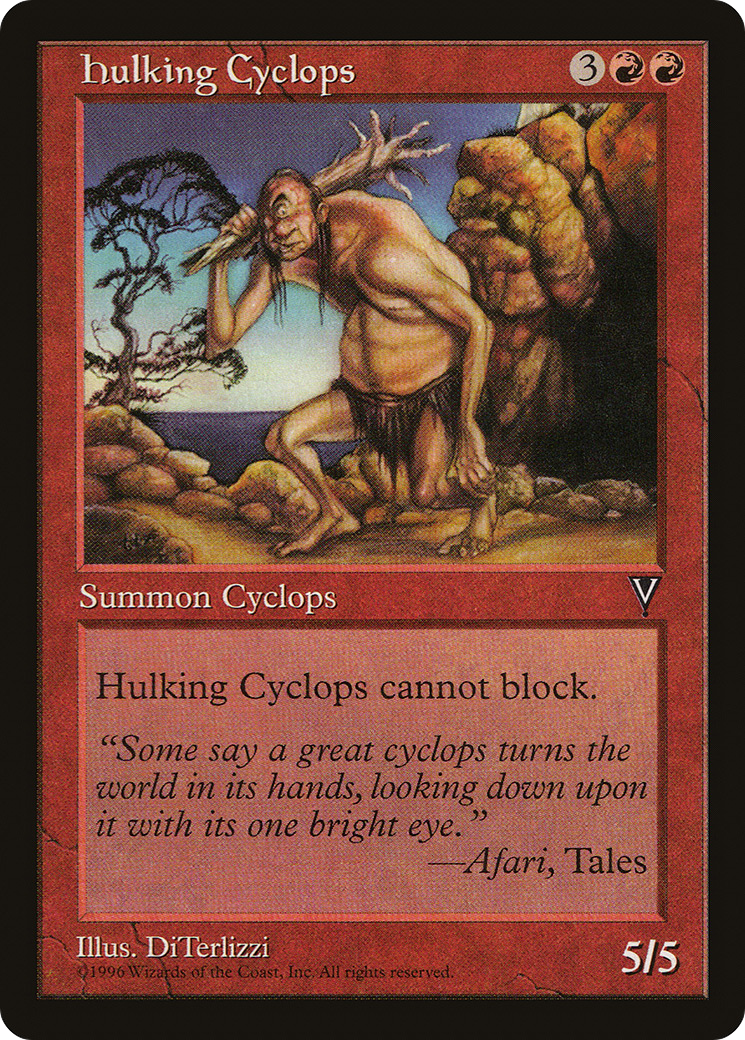 Hulking Cyclops
3
Summon Cyclops
V
Hulking Cyclops cannot block.
“Some say a great cyclops turns the
world in its hands, looking down upon
it with its one bright eye.”
—Afari, Tales
Illus. DiTerlizzi
5/5
©1996 Wizards of the Coast, Inc. All rights reserved.